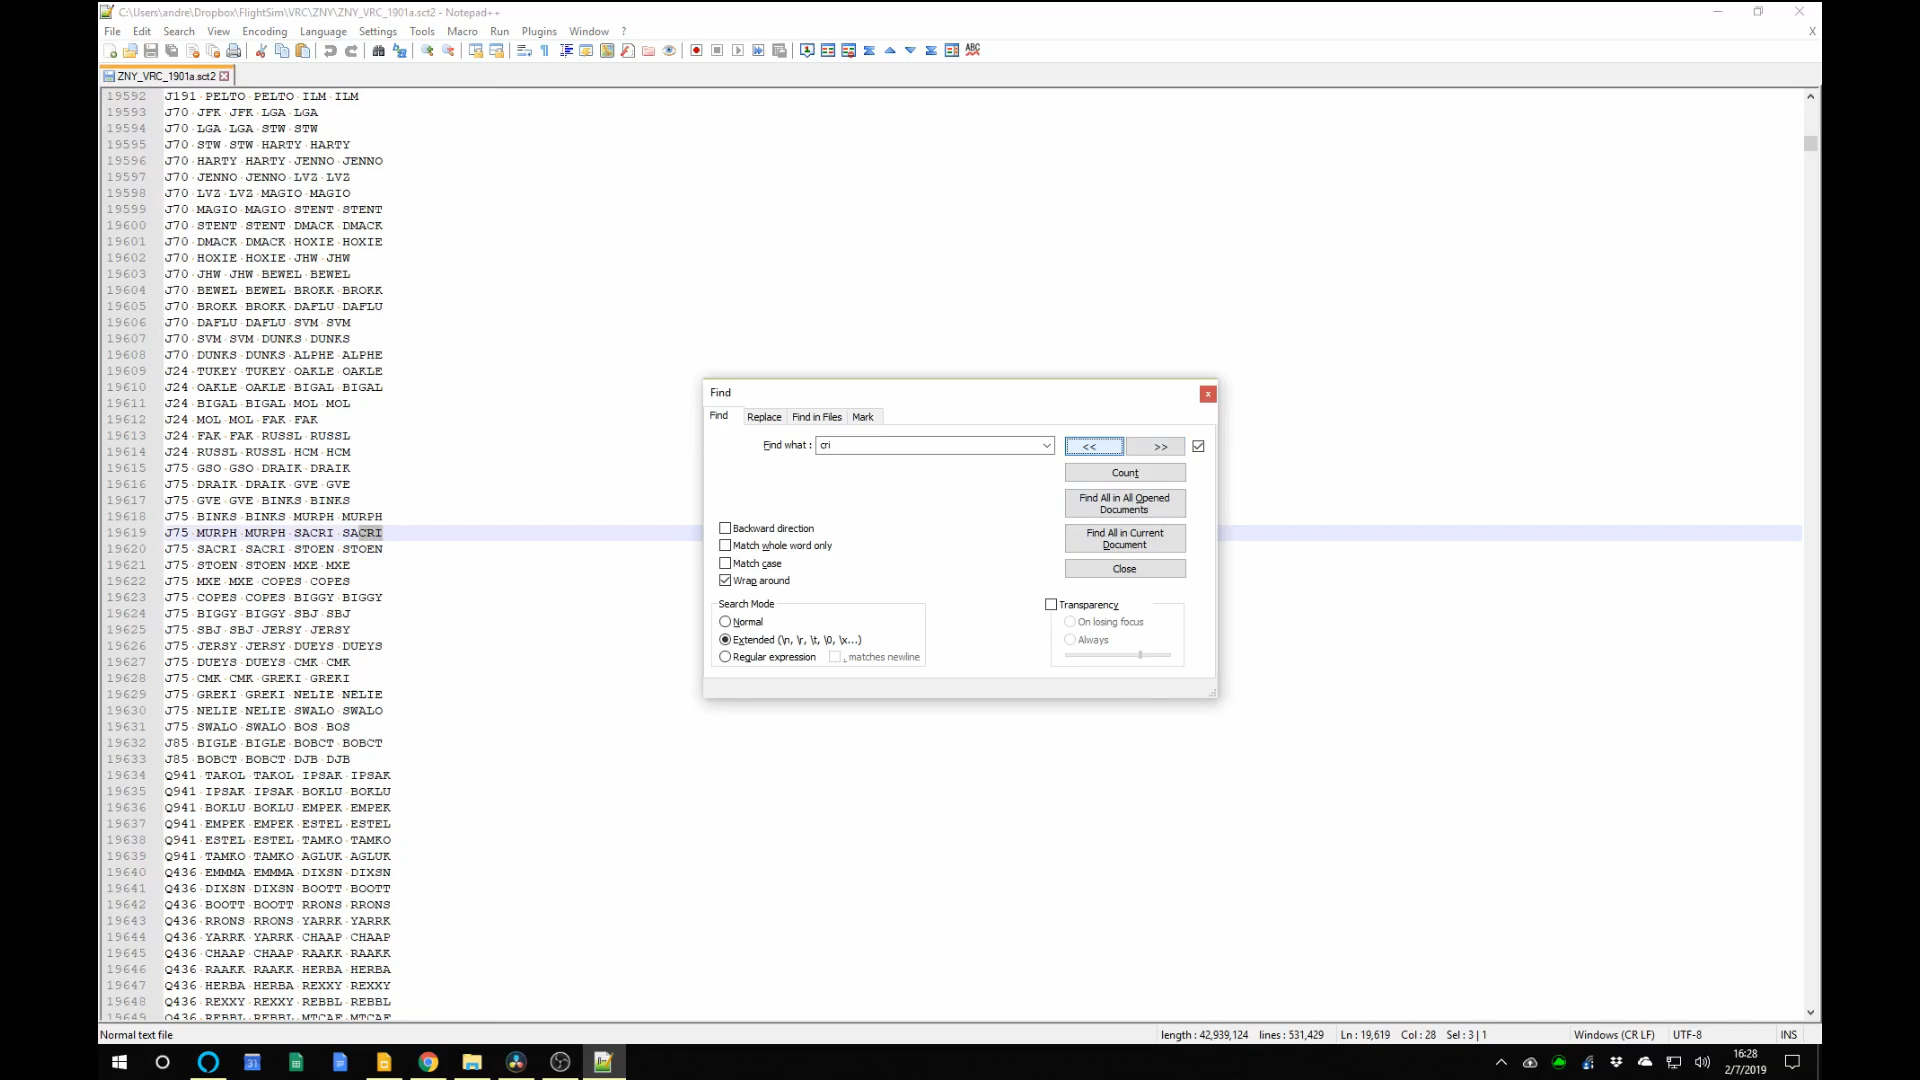 C:\Users\andre\Dropbox\FlightSim\VRC\ZNY\ZNY_VRC_1901a.sct2 - Notepad++
File Edit Search View Encoding Language Settings Tools Macro Run Plugins Window ? X
ZNY_VRC_1901a.sct2
19592 J191 PELTO PELTO ILM ILM
19593 J70 JFK JFK LGA LGA
19594 J70 LGA LGA STW STW
19595 J70 STW STW HARTY HARTY
19596 J70 HARTY HARTY JENNO JENNO
19597 J70 JENNO JENNO LVZ LVZ
19598 J70 LVZ LVZ MAGIO MAGIO
19599 J70 MAGIO MAGIO STENT STENT
19600 J70 STENT STENT DMACK DMACK
19601 J70 DMACK DMACK HOXIE HOXIE
19602 J70 HOXIE HOXIE JHW JHW
19603 J70 JHW JHW BEWEL BEWEL
19604 J70 BEWEL BEWEL BROKK BROKK
19605 J70 BROKK BROKK DAFLU DAFLU
19606 J70 DAFLU DAFLU SVM SVM
19607 J70 SVM SVM DUNKS DUNKS
19608 J70 DUNKS DUNKS ALPHE ALPHE
19609 J24 TUKEY TUKEY OAKLE OAKLE
19610 J24 OAKLE OAKLE BIGAL BIGAL
19611 J24 BIGAL BIGAL MOL MOL
19612 J24 MOL MOL FAK FAK
19613 J24 FAK FAK RUSSL RUSSL
19614 J24 RUSSL RUSSL HCM HCM
19615 J75 GSO GSO DRAIK DRAIK
19616 J75 DRAIK DRAIK GVE GVE
19617 J75 GVE GVE BINKS BINKS
19618 J75 BINKS BINKS MURPH MURPH
19619 J75 MURPH MURPH SACRI SACRI
19620 J75 SACRI SACRI STOEN STOEN
19621 J75 STOEN STOEN MXE MXE
19622 J75 MXE MXE COPES COPES
19623 J75 COPES COPES BIGGY BIGGY
19624 J75 BIGGY BIGGY SBJ SBJ
19625 J75 SBJ SBJ JERSY JERSY
19626 J75 JERSY JERSY DUEYS DUEYS
19627 J75 DUEYS DUEYS CMK CMK
19628 J75 CMK CMK GREKI GREKI
19629 J75 GREKI GREKI NELIE NELIE
19630 J75 NELIE NELIE SWALO SWALO
19631 J75 SWALO SWALO BOS BOS
19632 J85 BIGLE BIGLE BOBCT BOBCT
19633 J85 BOBCT BOBCT DJB DJB
19634 Q941 TAKOL TAKOL IPSAK IPSAK
19635 Q941 IPSAK IPSAK BOKLU BOKLU
19636 Q941 BOKLU BOKLU EMPEK EMPEK
19637 Q941 EMPEK EMPEK ESTEL ESTEL
19638 Q941 ESTEL ESTEL TAMKO TAMKO
19639 Q941 TAMKO TAMKO AGLUK AGLUK
19640 Q436 EMMMA EMMMA DIXSN DIXSN
19641 Q436 DIXSN DIXSN BOOTT BOOTT
19642 Q436 BOOTT BOOTT RRONS RRONS
19643 Q436 RRONS RRONS YARRK YARRK
19644 Q436 YARRK YARRK CHAAP CHAAP
19645 Q436 CHAAP CHAAP RAAKK RAAKK
19646 Q436 RAAKK RAAKK HERBA HERBA
19647 Q436 HERBA HERBA REXXY REXXY
19648 Q436 REXXY REXXY REBBL REBBL
19649 Q436 REBBL REBBL MTCAF MTCAF
Find
Find Replace Find in Files Mark
Find what : cri << >>
Count
Find All in All Opened
Documents
Find All in Current
Document
Close
Backward direction
Match whole word only
Match case
Wrap around
Search Mode
Normal
Extended (\n, \r, \t, \0, \x...)
Regular expression . matches newline
Transparency
On losing focus
Always
Normal text file length : 42,939,124 lines : 531,429 Ln : 19,619 Col : 28 Sel : 3 | 1 Windows (CR LF) UTF-8 INS
31
16:28
2/7/2019